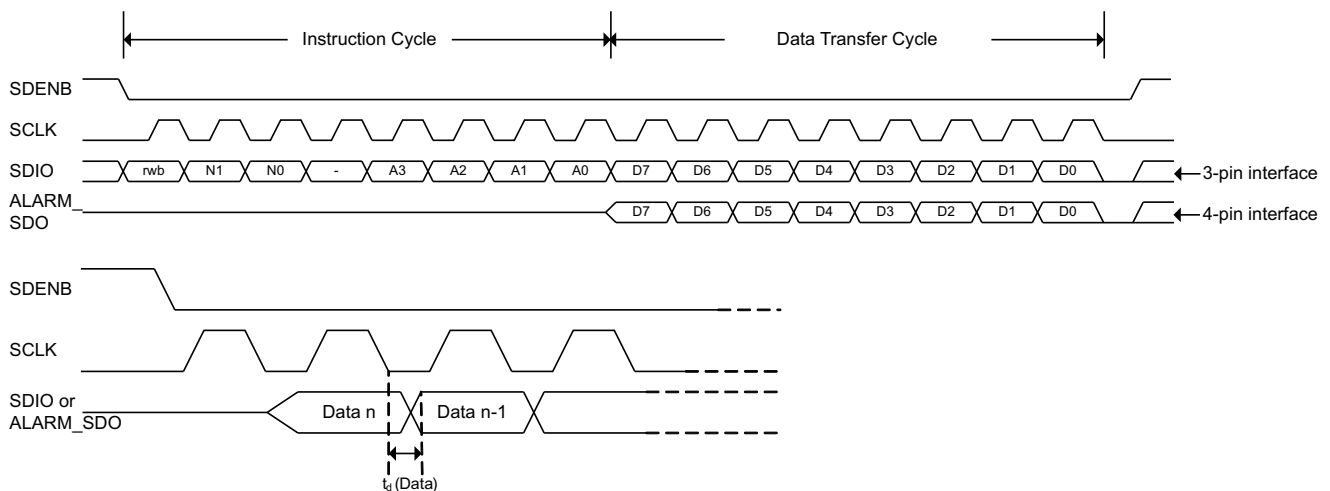 Instruction Cycle Data Transfer Cycle
SDENB
SCLK
SDIO rwb N1 N0 - A3 A2 A1 A0 D7 D6 D5 D4 D3 D2 D1 D0 3-pin interface
ALARM_
SDO D7 D6 D5 D4 D3 D2 D1 D0 4-pin interface
SDENB
SCLK
SDIO or
ALARM_SDO Data n Data n-1
td (Data)